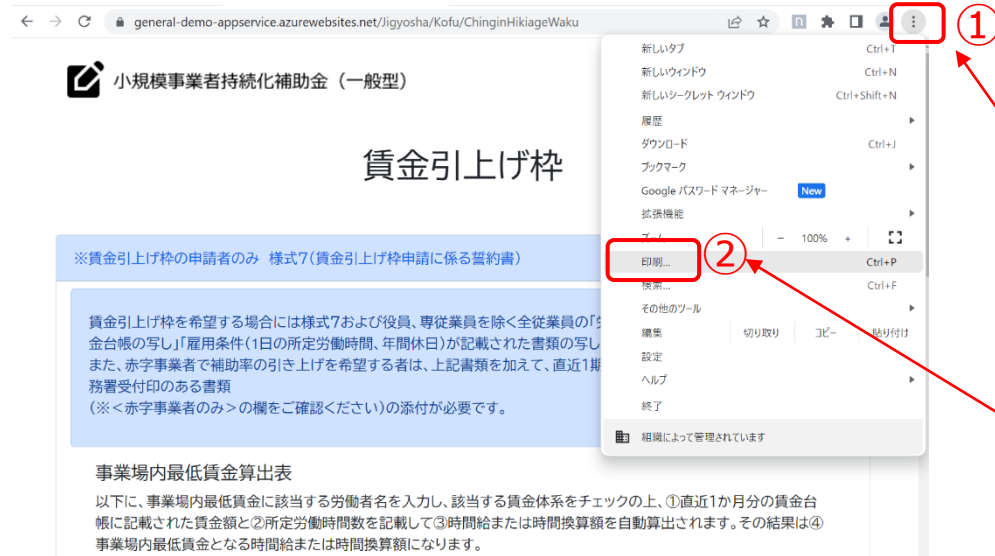 general-demo-appservice.azurewebsites.net/Jigyosha/Kofu/ChinginHikiageWaku
①
小規模事業者持続化補助金（一般型）
賃金引上げ枠
※賃金引上げ枠の申請者のみ 様式7（賃金引上げ枠申請に係る誓約書）
賃金引上げ枠を希望する場合には様式7および役員、専従業員を除く全従業員の「
金台帳の写し」「雇用条件（1日の所定労働時間、年間休日）が記載された書類の写し
また、赤字事業者で補助率の引き上げを希望する者は、上記書類を加えて、直近1期
務署受付印のある書類
（※＜赤字事業者のみ＞の欄をご確認ください）の添付が必要です。
事業場内最低賃金算出表
以下に、事業場内最低賃金に該当する労働者名を入力し、該当する賃金体系をチェックの上、①直近1か月分の賃金台
帳に記載された賃金額と②所定労働時間数を記載して③時間給または時間換算額を自動算出されます。その結果は④
事業場内最低賃金となる時間給または時間換算額になります。
新しいタブ Ctrl+T
新しいウィンドウ Ctrl+N
新しいシークレット ウィンドウ Ctrl+Shift+N
履歴
ダウンロード Ctrl+J
ブックマーク
Google パスワード マネージャー New
拡張機能
ズーム − 100% +
印刷... Ctrl+P
②
検索... Ctrl+F
その他のツール
編集 切り取り コピー 貼り付け
設定
ヘルプ
終了
組織によって管理されています